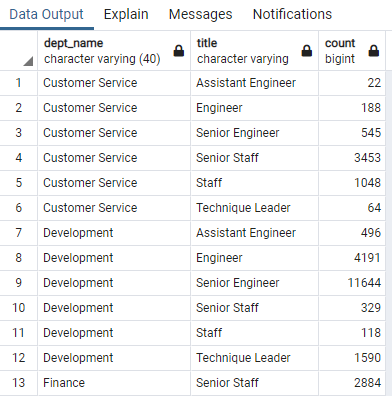 Data Output Explain Messages Notifications
dept_name title count
character varying (40) character varying bigint
1 Customer Service Assistant Engineer 22
2 Customer Service Engineer 188
3 Customer Service Senior Engineer 545
4 Customer Service Senior Staff 3453
5 Customer Service Staff 1048
6 Customer Service Technique Leader 64
7 Development Assistant Engineer 496
8 Development Engineer 4191
9 Development Senior Engineer 11644
10 Development Senior Staff 329
11 Development Staff 118
12 Development Technique Leader 1590
13 Finance Senior Staff 2884